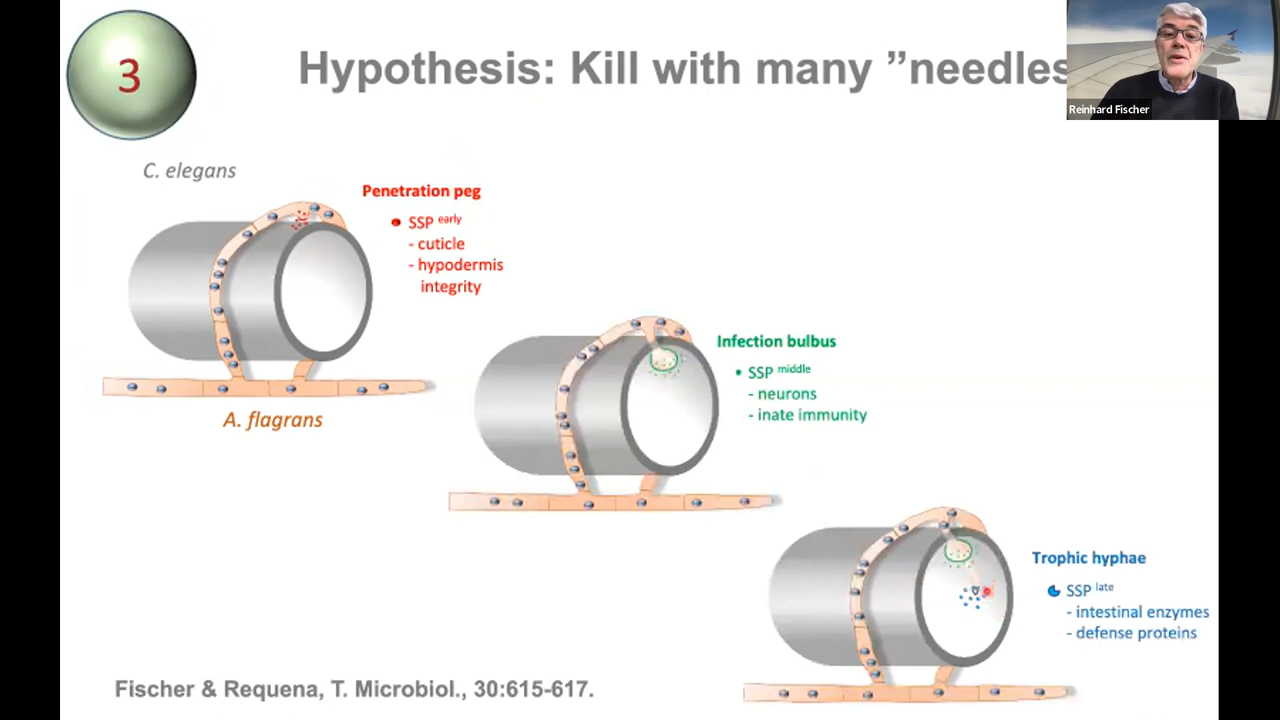 3
Hypothesis: Kill with many ”needles
Reinhard Fischer
C. elegans
Penetration peg
SSP early
- cuticle
- hypodermis
integrity
A. flagrans
Infection bulbus
SSP middle
- neurons
- inate immunity
Trophic hyphae
SSP late
- intestinal enzymes
- defense proteins
Fischer & Requena, T. Microbiol., 30:615-617.